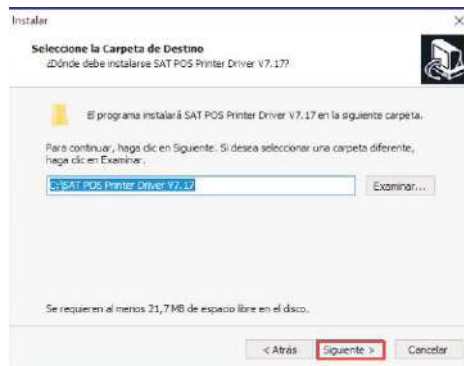 Instalar
Seleccione la Carpeta de Destino
¿Dónde debe instalarse SAT POS Printer Driver V7.17?
El programa instalará SAT POS Printer Driver V7.17 en la siguiente carpeta.
Para continuar, haga clic en Siguiente. Si desea seleccionar una carpeta diferente,
haga clic en Examinar.
C:\SAT POS Printer Driver V7.17
Examinar...
Se requieren al menos 21,7 MB de espacio libre en el disco.
< Atrás
Siguiente >
Cancelar